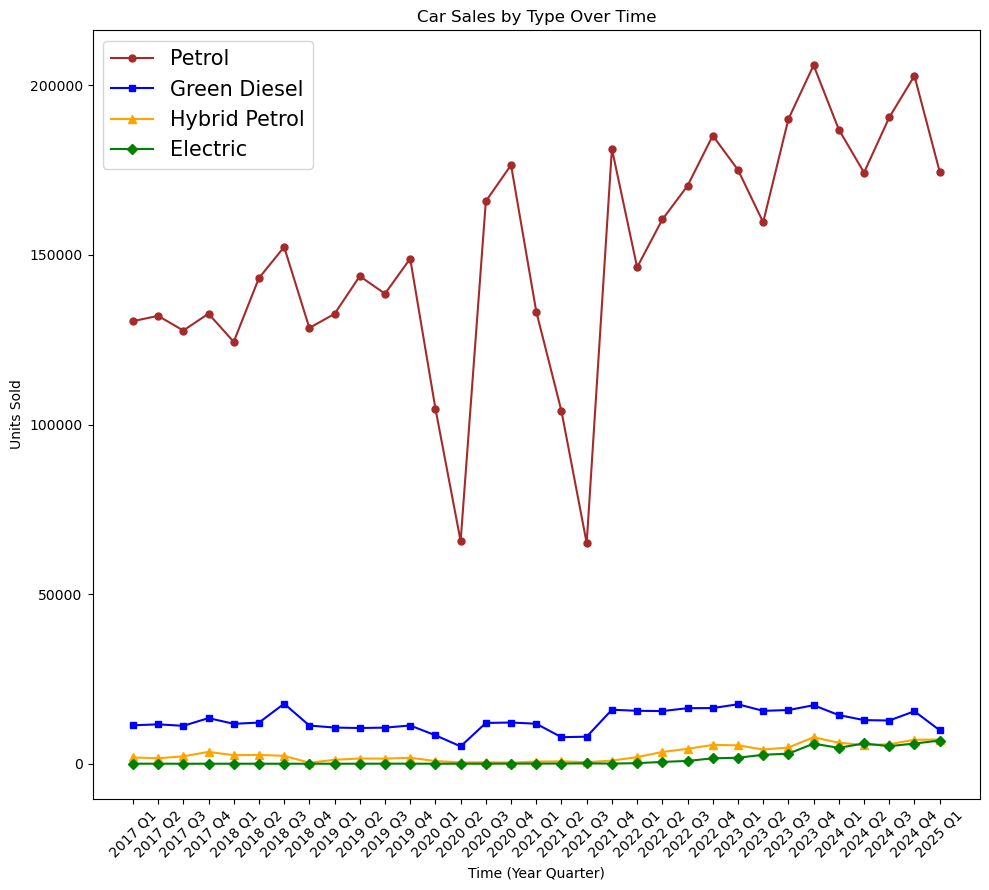 Car Sales by Type Over Time
Petrol
Green Diesel
Hybrid Petrol
Electric
200000
150000
100000
50000
0
Units Sold
2017 Q1
2017 Q2
2017 Q3
2017 Q4
2018 Q1
2018 Q2
2018 Q3
2018 Q4
2019 Q1
2019 Q2
2019 Q3
2019 Q4
2020 Q1
2020 Q2
2020 Q3
2020 Q4
2021 Q1
2021 Q2
2021 Q3
2021 Q4
2022 Q1
2022 Q2
2022 Q3
2022 Q4
2023 Q1
2023 Q2
2023 Q3
2023 Q4
2024 Q1
2024 Q2
2024 Q3
2024 Q4
2025 Q1
Time (Year Quarter)